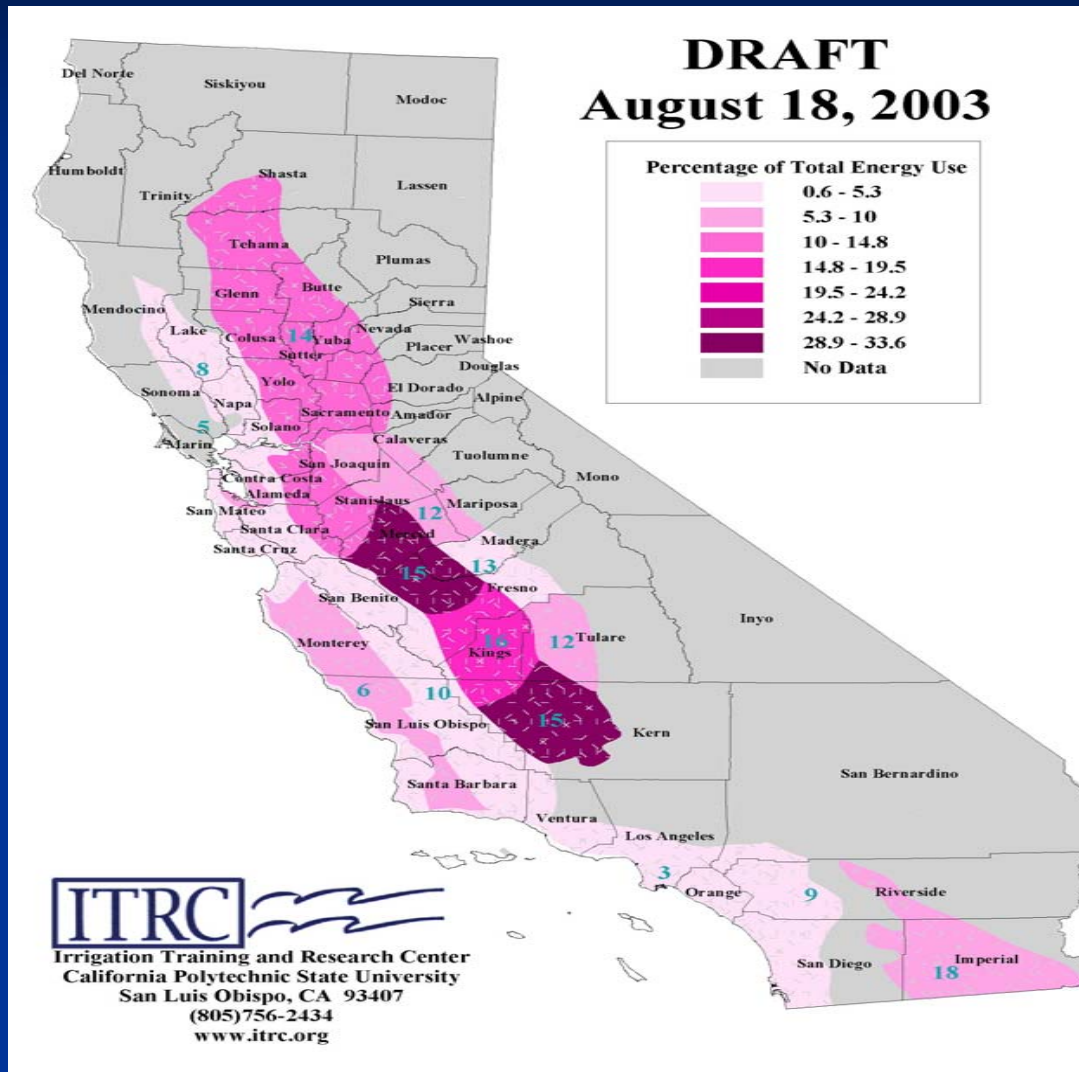 DRAFT
August 18, 2003
Percentage of Total Energy Use
0.6 - 5.3
5.3 - 10
10 - 14.8
14.8 - 19.5
19.5 - 24.2
24.2 - 28.9
28.9 - 33.6
No Data
Del Norte
Siskiyou
Modoc
Humboldt
Trinity
Shasta
Lassen
Tehama
Plumas
Glenn
Butte
Sierra
Mendocino
Lake
Colusa
14
Yuba
Nevada
Sutter
Placer
Washoe
8
Yolo
El Dorado
Douglas
Sonoma
Napa
Sacramento
Amador
Alpine
5
Solano
Marin
Calaveras
Tuolumne
San Joaquin
Mono
Contra Costa
Alameda
Stanislaus
Mariposa
San Mateo
12
Santa Clara
Merced
Madera
Santa Cruz
15
13
Fresno
San Benito
Inyo
Monterey
16
12
Tulare
Kings
6
10
San Luis Obispo
15
Kern
San Bernardino
Santa Barbara
Ventura
Los Angeles
3
Orange
9
Riverside
San Diego
Imperial
18
ITRC
Irrigation Training and Research Center
California Polytechnic State University
San Luis Obispo, CA 93407
(805)756-2434
www.itrc.org